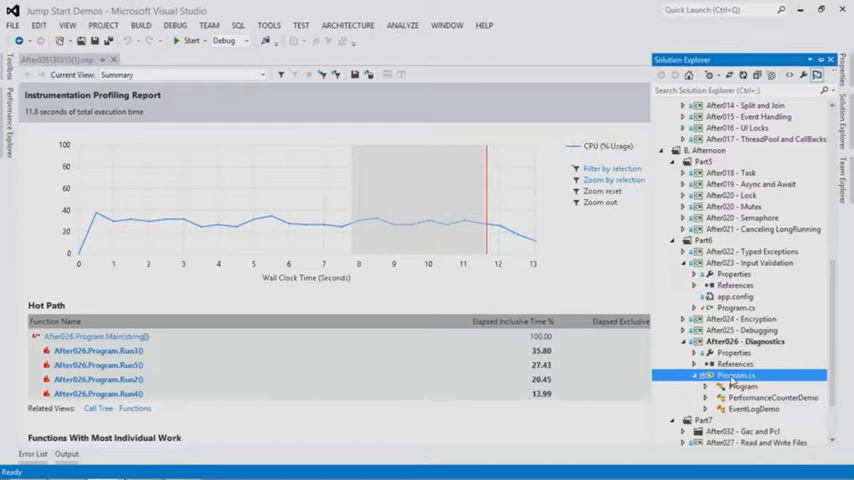 Jump Start Demos - Microsoft Visual Studio
Quick Launch (Ctrl+Q)
FILE EDIT VIEW PROJECT BUILD DEBUG TEAM SQL TOOLS TEST ARCHITECTURE ANALYZE WINDOW HELP
Start Debug
After026130313(1).vsp
Solution Explorer
Current View: Summary
Search Solution Explorer (Ctrl+;)
Toolbox
Performance Explorer
Properties
Solution Explorer
Team Explorer
Instrumentation Profiling Report
11.8 seconds of total execution time
100
80
60
40
20
0
0 1 2 3 4 5 6 7 8 9 10 11 12 13
Wall Clock Time (Seconds)
CPU (% Usage)
Filter by selection
Zoom by selection
Zoom reset
Zoom out
Hot Path
Function Name Elapsed Inclusive Time % Elapsed Exclusive
After026.Program.Main(string[]) 100.00
After026.Program.Run3() 35.80
After026.Program.Run5() 27.43
After026.Program.Run2() 20.45
After026.Program.Run4() 13.99
Related Views: Call Tree Functions
Functions With Most Individual Work
After014 - Split and Join
After015 - Event Handling
After016 - UI Locks
After017 - ThreadPool and CallBacks
B. Afternoon
Part5
After018 - Task
After019 - Async and Await
After020 - Lock
After020 - Mutex
After020 - Semaphore
After021 - Canceling LongRunning
Part6
After022 - Typed Exceptions
After023 - Input Validation
Properties
References
app.config
Program.cs
After024 - Encryption
After025 - Debugging
After026 - Diagnostics
Properties
References
Program.cs
Program
PerformanceCounterDemo
EventLogDemo
Part7
After032 - Gac and Pcl
After027 - Read and Write Files
Error List Output
Ready